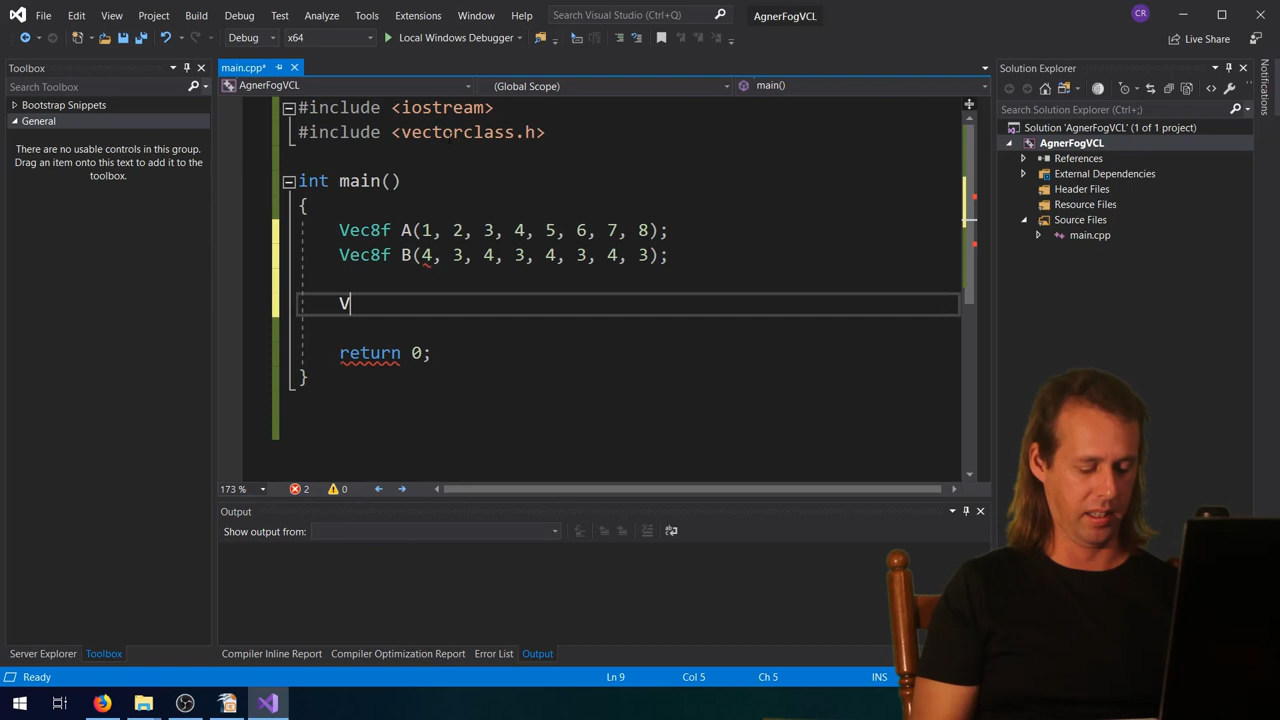 File Edit View Project Build Debug Test Analyze Tools Extensions Window Help Search Visual Studio (Ctrl+Q) AgnerFogVCL CR
Debug x64 Local Windows Debugger Live Share
Toolbox
Search Toolbox
Bootstrap Snippets
General
There are no usable controls in this group.
Drag an item onto this text to add it to the
toolbox.
main.cpp*
AgnerFogVCL (Global Scope) main()
#include <iostream>
#include <vectorclass.h>
int main()
{
Vec8f A(1, 2, 3, 4, 5, 6, 7, 8);
Vec8f B(4, 3, 4, 3, 4, 3, 4, 3);
V
return 0;
}
173 % 2 0
Output
Show output from:
Solution Explorer
Search Solution Explorer (Ctrl+;)
Solution 'AgnerFogVCL' (1 of 1 project)
AgnerFogVCL
References
External Dependencies
Header Files
Resource Files
Source Files
main.cpp
Notifications
Server Explorer Toolbox Compiler Inline Report Compiler Optimization Report Error List Output
Ready Ln 9 Col 5 Ch 5 INS